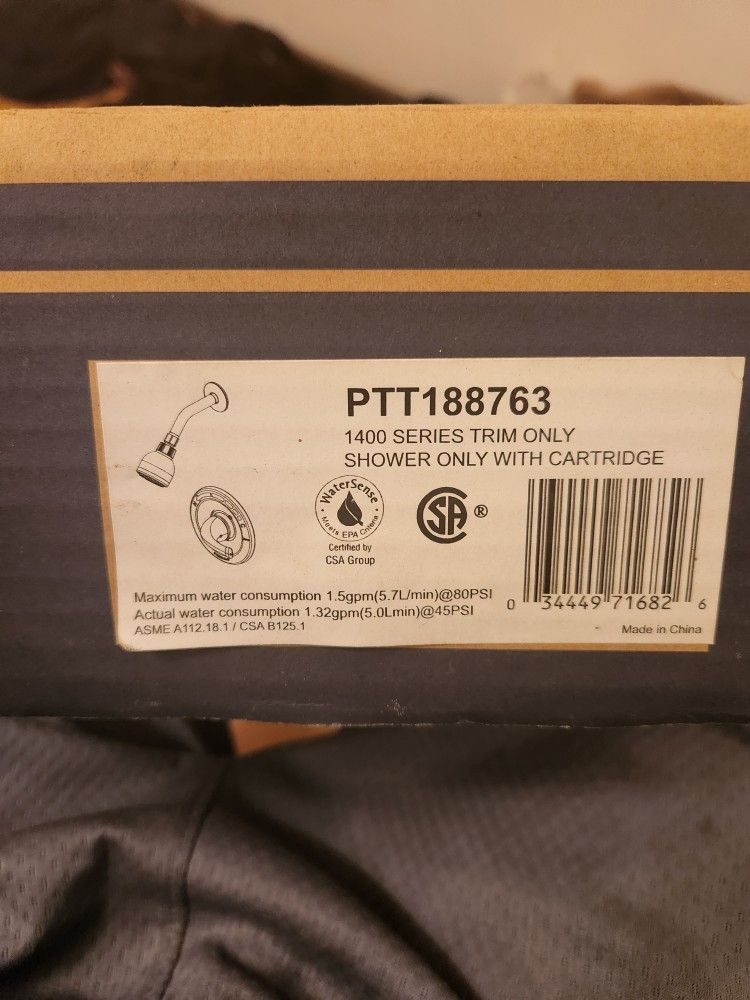 PTT188763
1400 SERIES TRIM ONLY
SHOWER ONLY WITH CARTRIDGE
WaterSense
Meets EPA Criteria
Certified by
CSA Group
CSA®
Maximum water consumption 1.5gpm(5.7L/min)@80PSI
Actual water consumption 1.32gpm(5.0Lmin)@45PSI
ASME A112.18.1 / CSA B125.1
0 34449 71682 6
Made in China